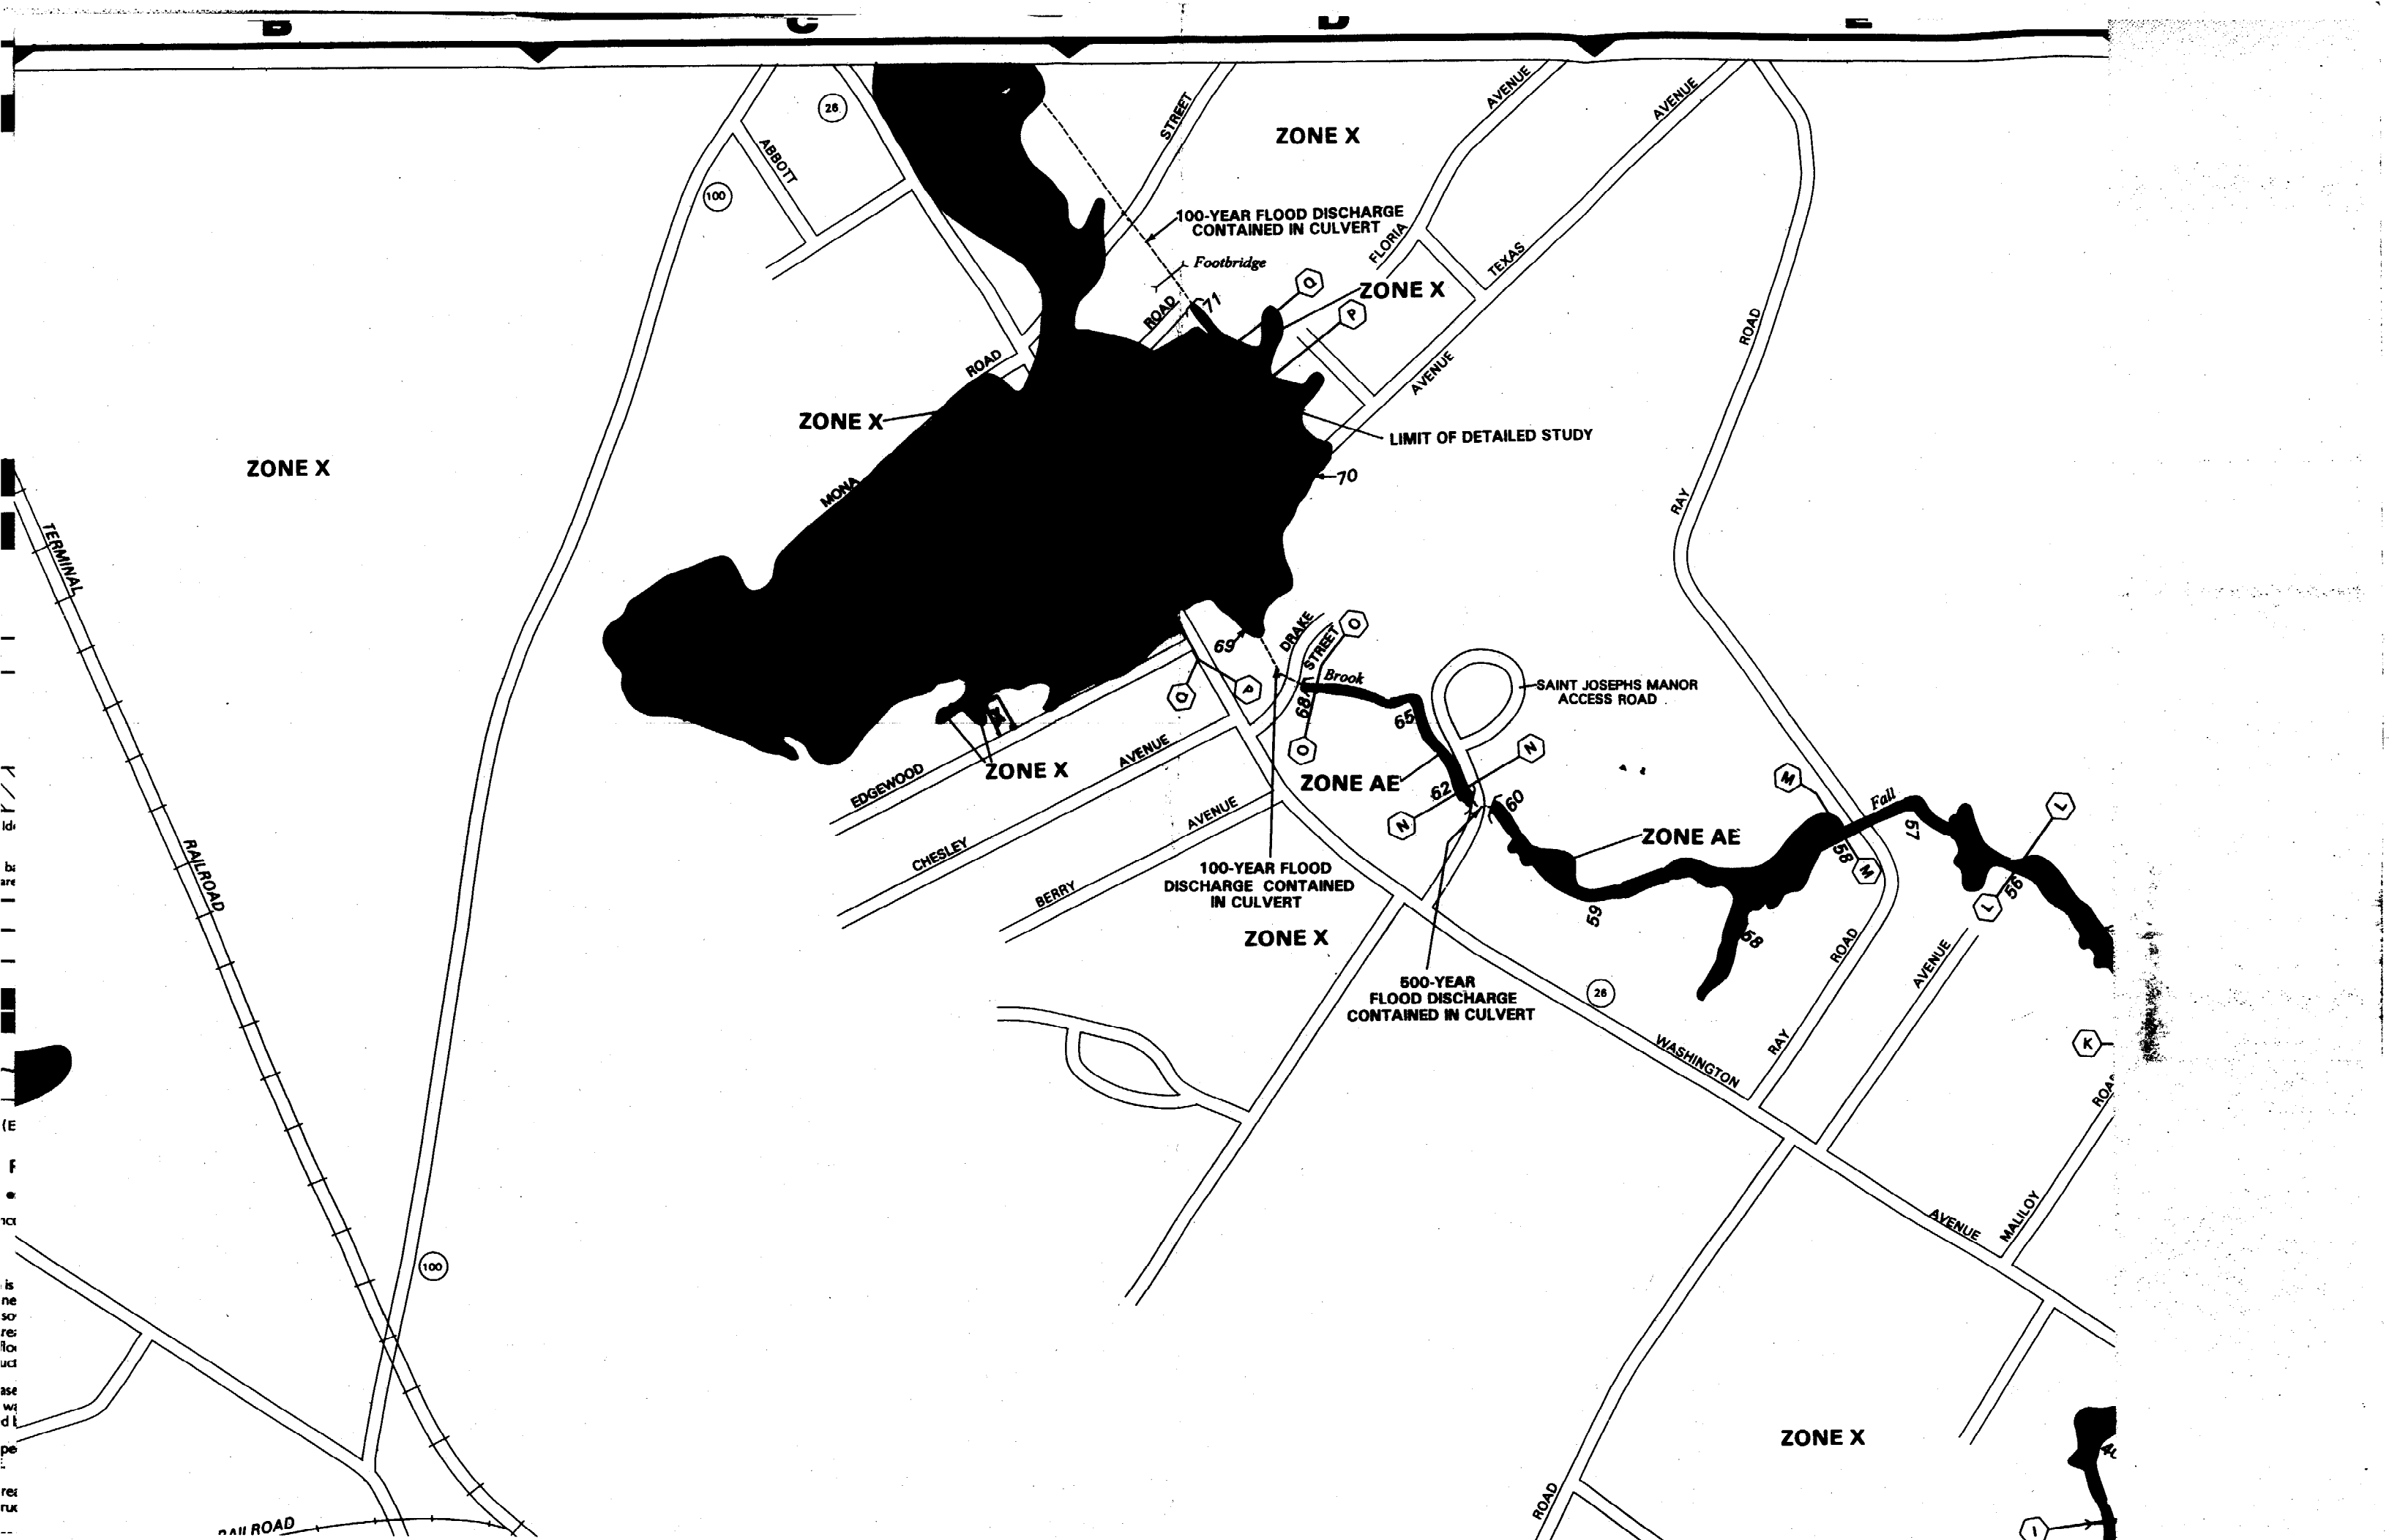 B
C
D
E
26
ABBOTT
100
STREET
ZONE X
AVENUE
AVENUE
100-YEAR FLOOD DISCHARGE
CONTAINED IN CULVERT
Footbridge
FLORIA
TEXAS
ZONE X
Q
P
71
ROAD
ROAD
ROAD
AVENUE
ZONE X
LIMIT OF DETAILED STUDY
ZONE X
70
MONA
RAY
TERMINAL
69
DRAKE
STREET
O
Brook
Q
P
68
65
SAINT JOSEPHS MANOR
ACCESS ROAD
O
N
ZONE X
AVENUE
EDGEWOOD
ZONE AE
62
60
N
M
Fall
L
57
ZONE AE
AVENUE
CHESLEY
58
M
RAILROAD
100-YEAR FLOOD
DISCHARGE CONTAINED
IN CULVERT
BERRY
56
L
59
58
ZONE X
ROAD
AVENUE
500-YEAR
FLOOD DISCHARGE
CONTAINED IN CULVERT
26
WASHINGTON
RAY
K
ROAD
AVENUE
MALILOY
100
ZONE X
ROAD
RAILROAD
I